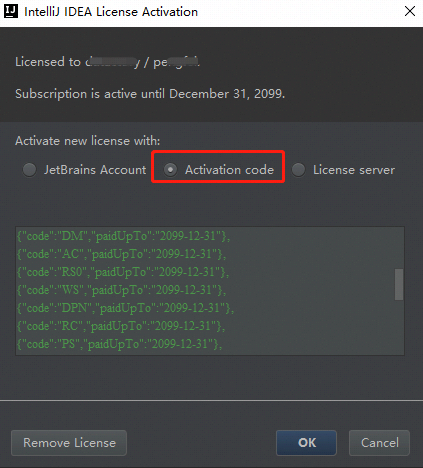 IJ IntelliJ IDEA License Activation
Licensed to / 
Subscription is active until December 31, 2099.
Activate new license with:
JetBrains Account Activation code License server
{"code":"DM","paidUpTo":"2099-12-31"},
{"code":"AC","paidUpTo":"2099-12-31"},
{"code":"RS0","paidUpTo":"2099-12-31"},
{"code":"WS","paidUpTo":"2099-12-31"},
{"code":"DPN","paidUpTo":"2099-12-31"},
{"code":"RC","paidUpTo":"2099-12-31"},
{"code":"PS","paidUpTo":"2099-12-31"},
Remove License OK Cancel